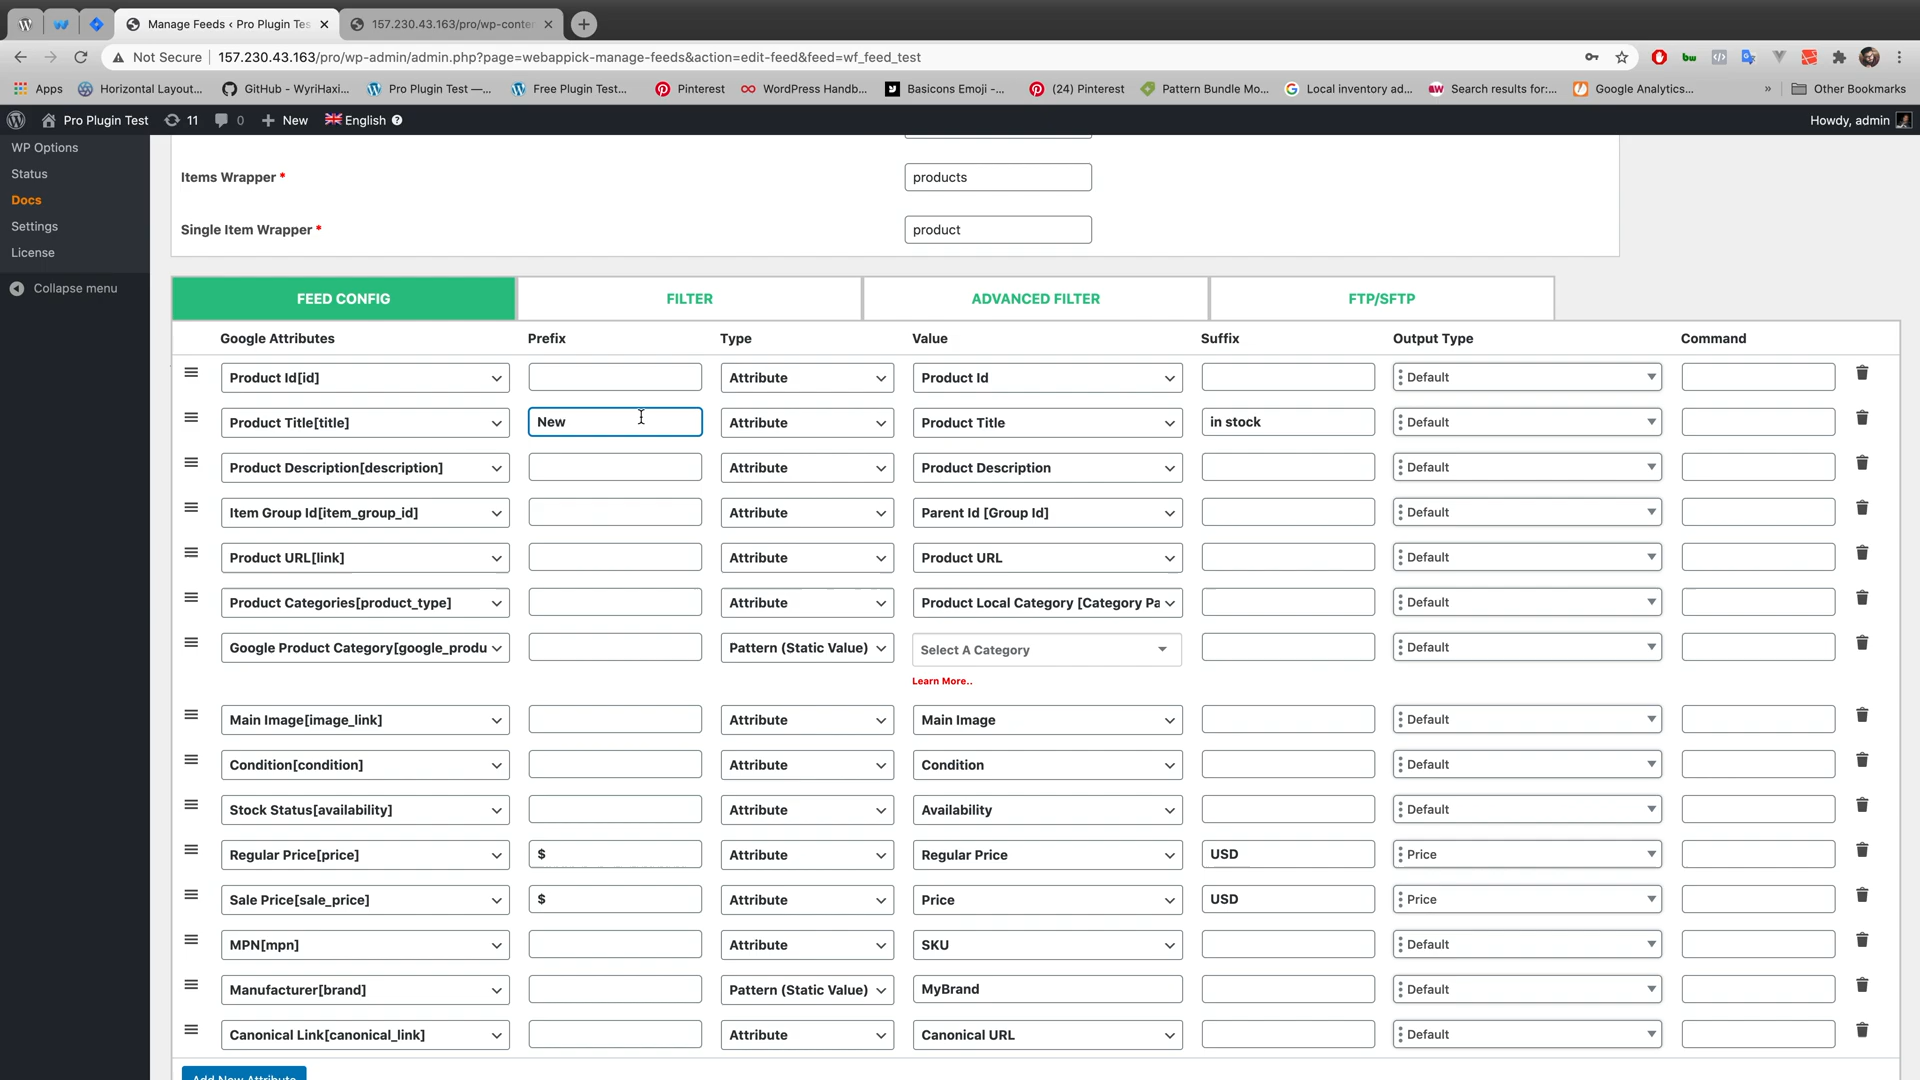 Manage Feeds ‹ Pro Plugin Tes
157.230.43.163/pro/wp-conter
Not Secure
157.230.43.163/pro/wp-admin/admin.php?page=webappick-manage-feeds&action=edit-feed&feed=wf_feed_test
Apps
Horizontal Layout...
GitHub - WyriHaxi...
Pro Plugin Test —...
Free Plugin Test...
Pinterest
WordPress Handb...
Basicons Emoji -...
(24) Pinterest
Pattern Bundle Mo...
Local inventory ad...
Search results for:...
Google Analytics...
»
Other Bookmarks
Pro Plugin Test
11
0
New
English
Howdy, admin
WP Options
Status
Docs
Settings
License
Collapse menu
Items Wrapper *
products
Single Item Wrapper *
product
FEED CONFIG
FILTER
ADVANCED FILTER
FTP/SFTP
Google Attributes Prefix Type Value Suffix Output Type Command
Product Id[id] Attribute Product Id Default
Product Title[title] New Attribute Product Title in stock Default
Product Description[description] Attribute Product Description Default
Item Group Id[item_group_id] Attribute Parent Id [Group Id] Default
Product URL[link] Attribute Product URL Default
Product Categories[product_type] Attribute Product Local Category [Category Pa Default
Google Product Category[google_produ Pattern (Static Value) Select A Category Default
Learn More..
Main Image[image_link] Attribute Main Image Default
Condition[condition] Attribute Condition Default
Stock Status[availability] Attribute Availability Default
Regular Price[price] $ Attribute Regular Price USD Price
Sale Price[sale_price] $ Attribute Price USD Price
MPN[mpn] Attribute SKU Default
Manufacturer[brand] Pattern (Static Value) MyBrand Default
Canonical Link[canonical_link] Attribute Canonical URL Default
Add New Attribute